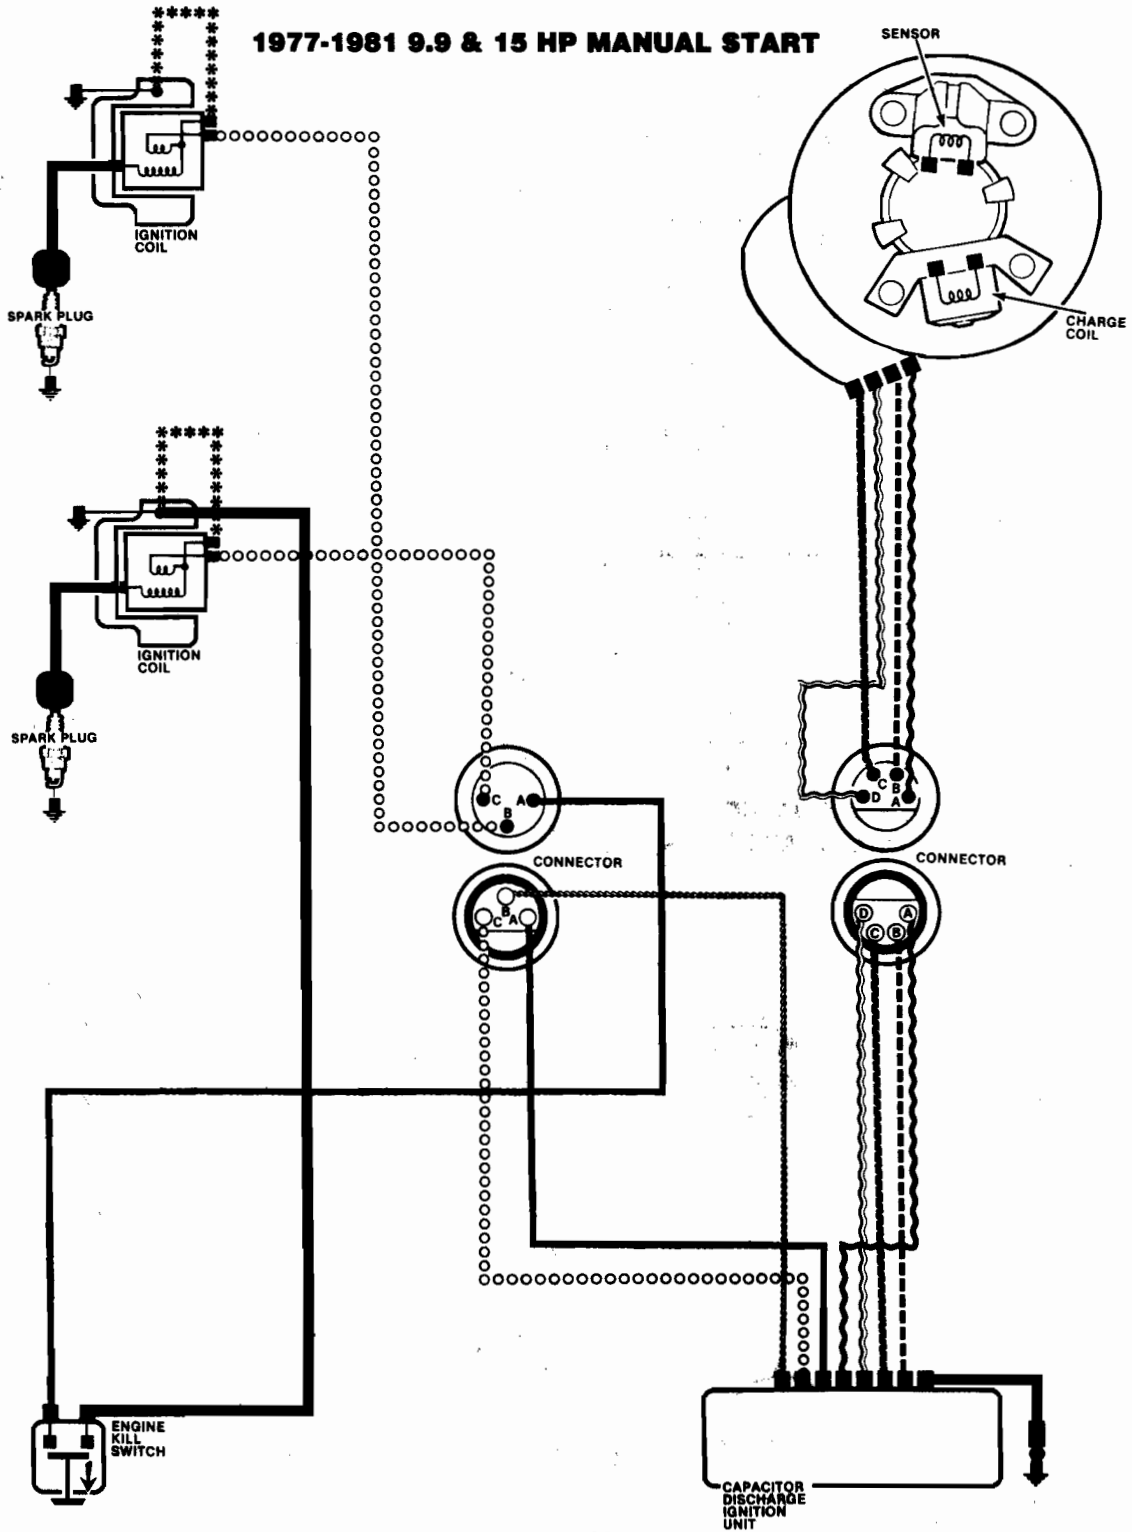 1977-1981 9.9 & 15 HP MANUAL START
SENSOR
IGNITION
COIL
SPARK PLUG
CHARGE
COIL
IGNITION
COIL
SPARK PLUG
C A
B
C B
D A
CONNECTOR
CONNECTOR
B
C A
D A
C B
ENGINE
KILL
SWITCH
CAPACITOR
DISCHARGE
IGNITION
UNIT